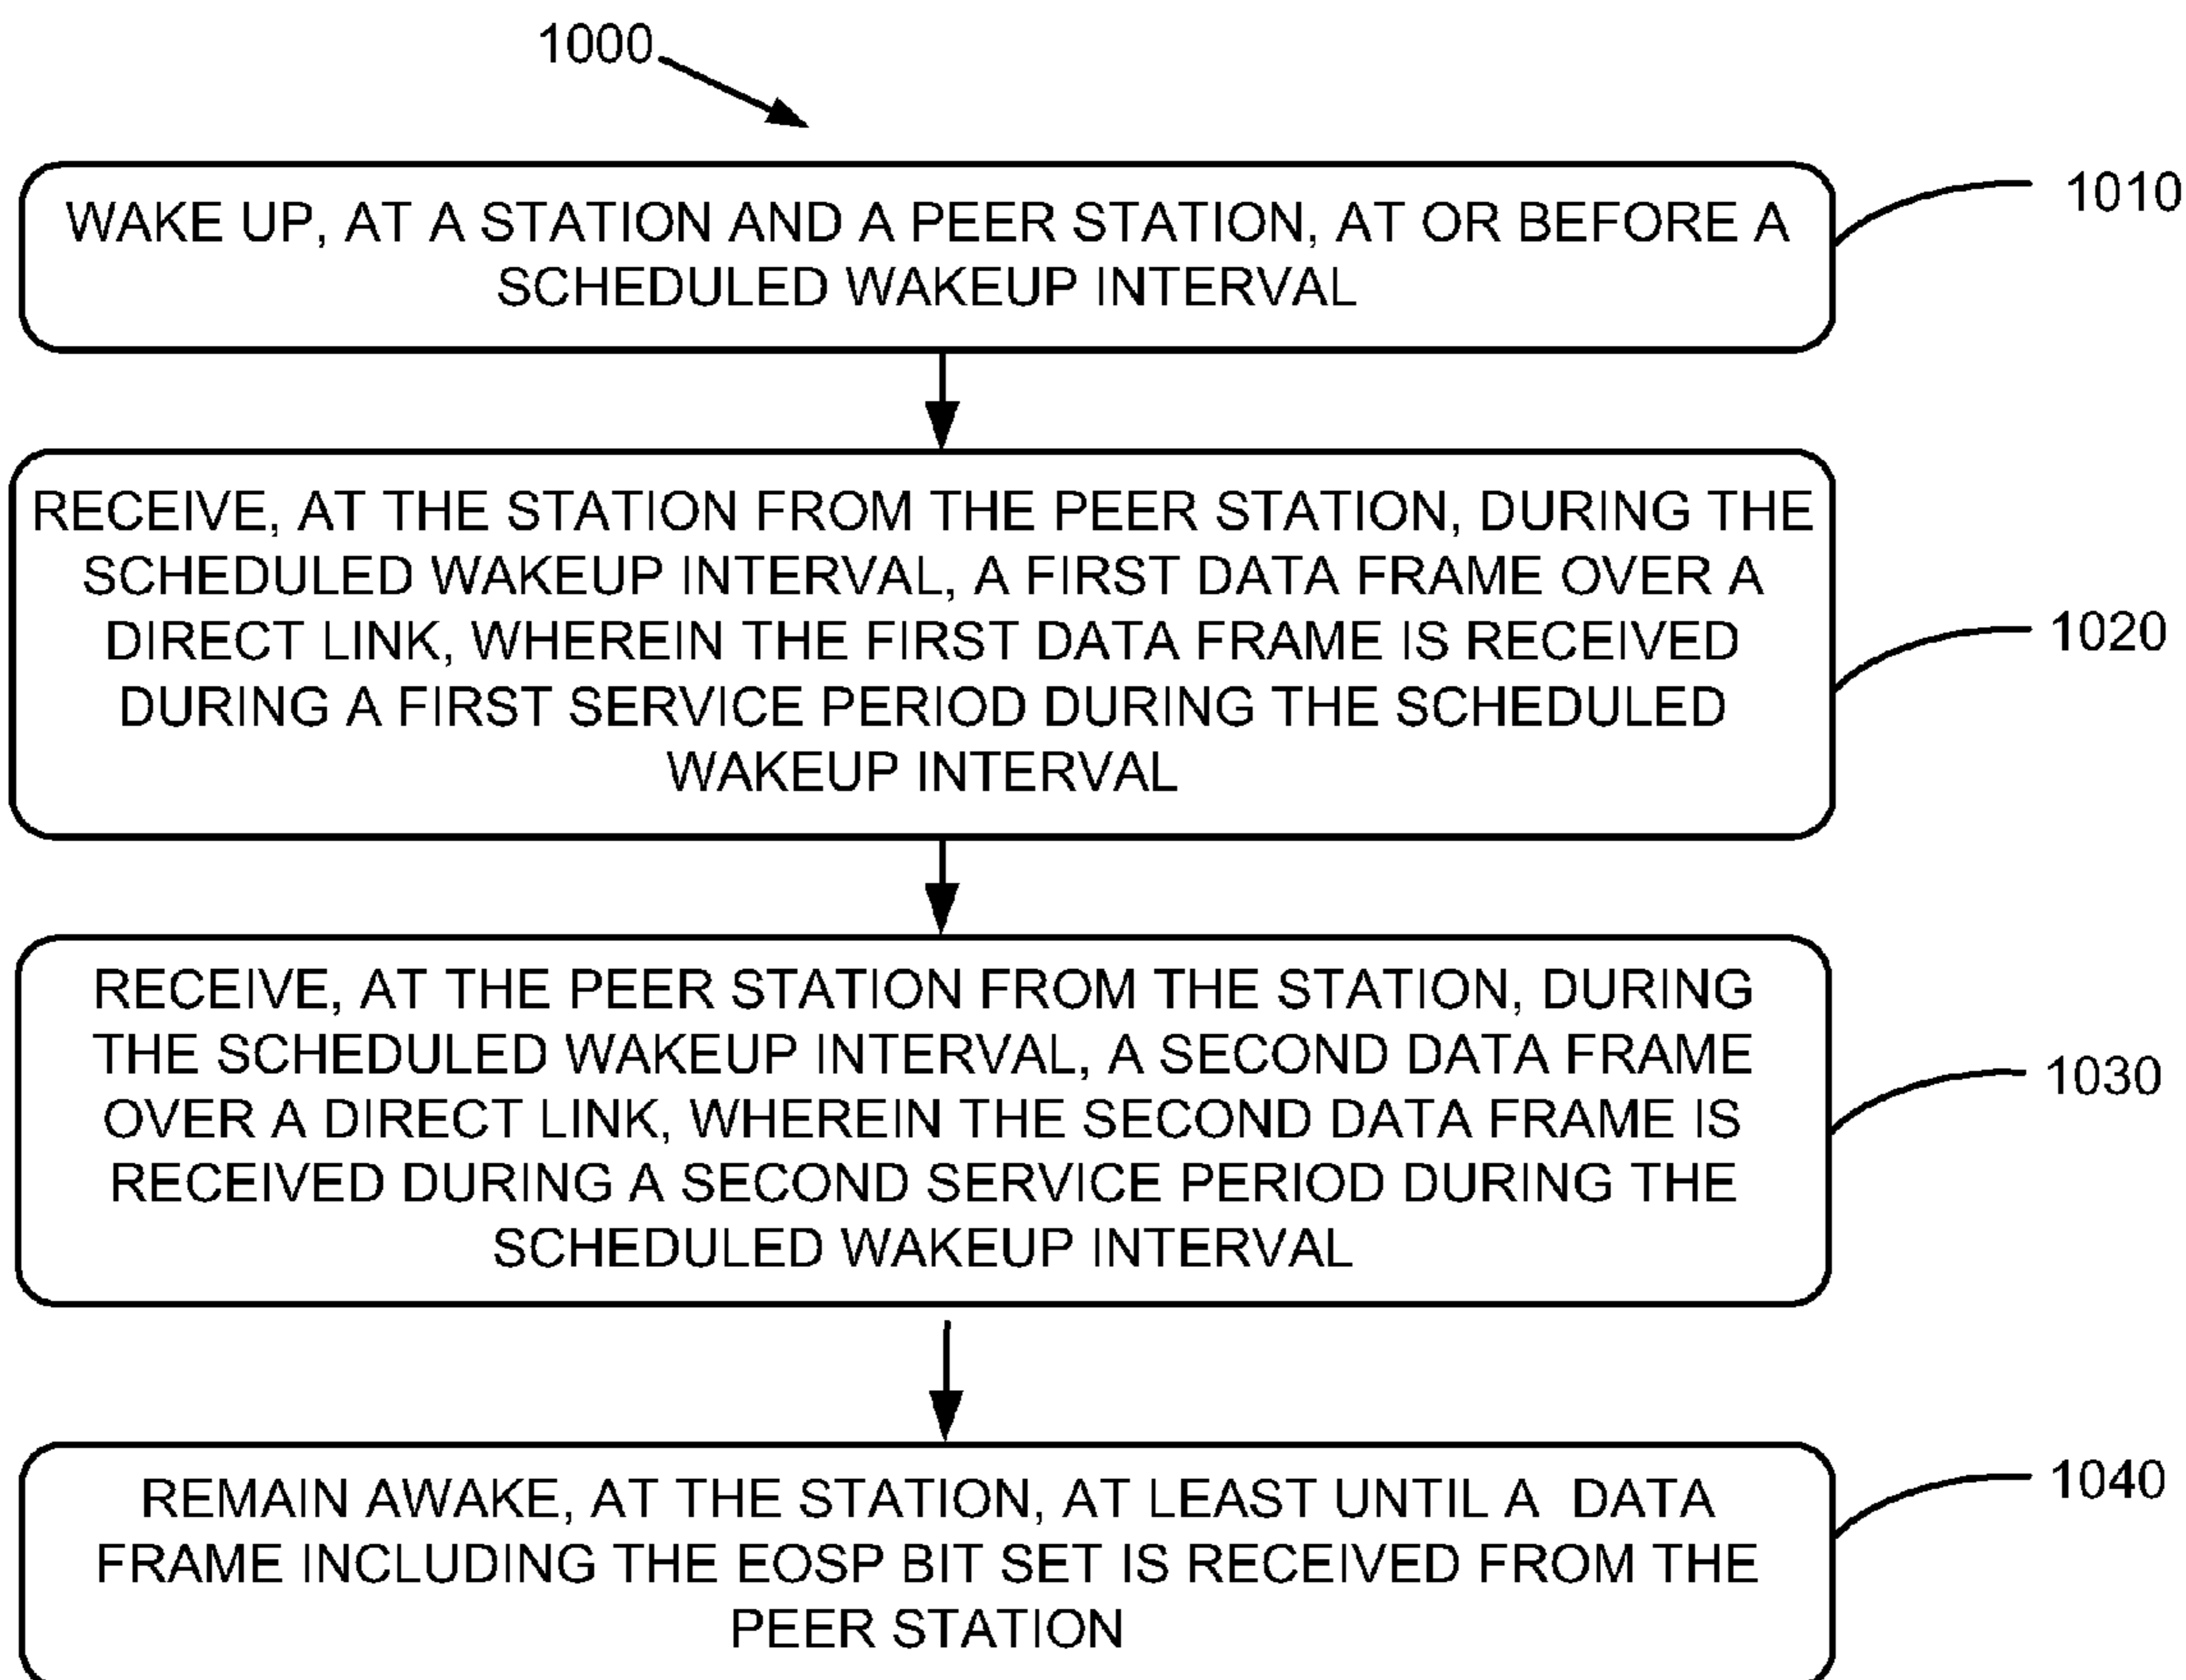 1000
WAKE UP, AT A STATION AND A PEER STATION, AT OR BEFORE A
SCHEDULED WAKEUP INTERVAL
1010
RECEIVE, AT THE STATION FROM THE PEER STATION, DURING THE
SCHEDULED WAKEUP INTERVAL, A FIRST DATA FRAME OVER A
DIRECT LINK, WHEREIN THE FIRST DATA FRAME IS RECEIVED
DURING A FIRST SERVICE PERIOD DURING THE SCHEDULED
WAKEUP INTERVAL
1020
RECEIVE, AT THE PEER STATION FROM THE STATION, DURING
THE SCHEDULED WAKEUP INTERVAL, A SECOND DATA FRAME
OVER A DIRECT LINK, WHEREIN THE SECOND DATA FRAME IS
RECEIVED DURING A SECOND SERVICE PERIOD DURING THE
SCHEDULED WAKEUP INTERVAL
1030
REMAIN AWAKE, AT THE STATION, AT LEAST UNTIL A DATA
FRAME INCLUDING THE EOSP BIT SET IS RECEIVED FROM THE
PEER STATION
1040